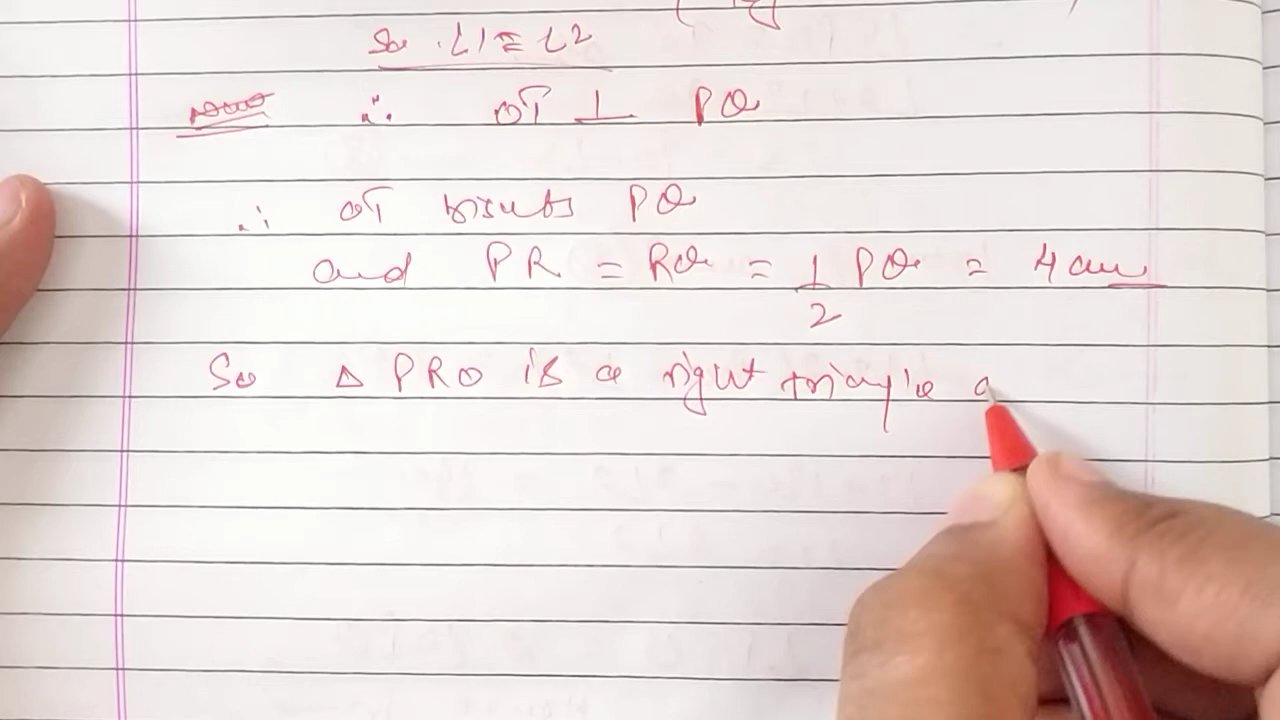 So ∠1 = ∠2
∴ OT ⊥ PQ
∴ OT bisects PQ
and PR = RQ = 1/2 PQ = 4 cm
So △ PRO is a right triangle a